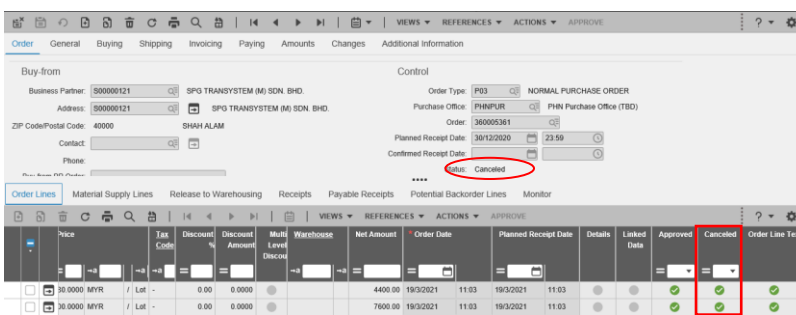 VIEWS REFERENCES ACTIONS APPROVE ?
Order General Buying Shipping Invoicing Paying Amounts Changes Additional Information
Buy-from Control
Business Partner: S00000121 SPG TRANSYSTEM (M) SDN. BHD. Order Type: P03 NORMAL PURCHASE ORDER
Address: S00000121 SPG TRANSYSTEM (M) SDN. BHD. Purchase Office: PHNPUR PHN Purchase Office (TBD)
ZIP Code/Postal Code: 40000 SHAH ALAM Order: 360005361
Contact: Planned Receipt Date: 30/12/2020 23:59
Phone: Confirmed Receipt Date:
Status: Canceled
Order Lines Material Supply Lines Release to Warehousing Receipts Payable Receipts Potential Backorder Lines Monitor
VIEWS REFERENCES ACTIONS APPROVE ?
Price Tax Discount Discount Multi Warehouse Net Amount * Order Date Planned Receipt Date Details Linked Approved Canceled Order Line Te
Code % Amount Level Data
Discou
30.0000 MYR / Lot - 0.00 0.0000 4400.00 19/3/2021 11:03 19/3/2021 11:03
00.0000 MYR / Lot - 0.00 0.0000 7600.00 19/3/2021 11:03 19/3/2021 11:03